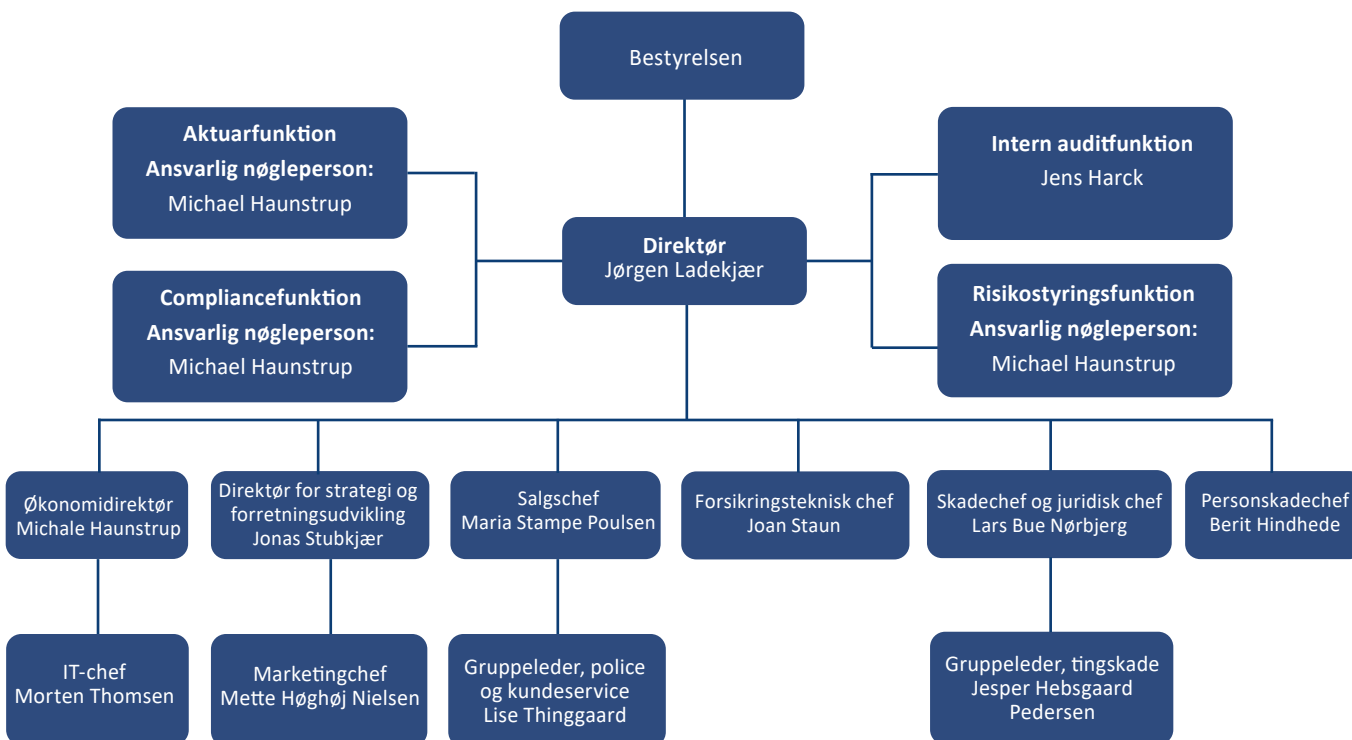 Bestyrelsen
Aktuarfunktion
Ansvarlig nøgleperson:
Michael Haunstrup
Intern auditfunktion
Jens Harck
Direktør
Jørgen Ladekjær
Compliancefunktion
Ansvarlig nøgleperson:
Michael Haunstrup
Risikostyringsfunktion
Ansvarlig nøgleperson:
Michael Haunstrup
Økonomidirektør
Michale Haunstrup
Direktør for strategi og
forretningsudvikling
Jonas Stubkjær
Salgschef
Maria Stampe Poulsen
Forsikringsteknisk chef
Joan Staun
Skadechef og juridisk chef
Lars Bue Nørbjerg
Personskadechef
Berit Hindhede
IT-chef
Morten Thomsen
Marketingchef
Mette Høghøj Nielsen
Gruppeleder, police
og kundeservice
Lise Thinggaard
Gruppeleder, tingskade
Jesper Hebsgaard
Pedersen